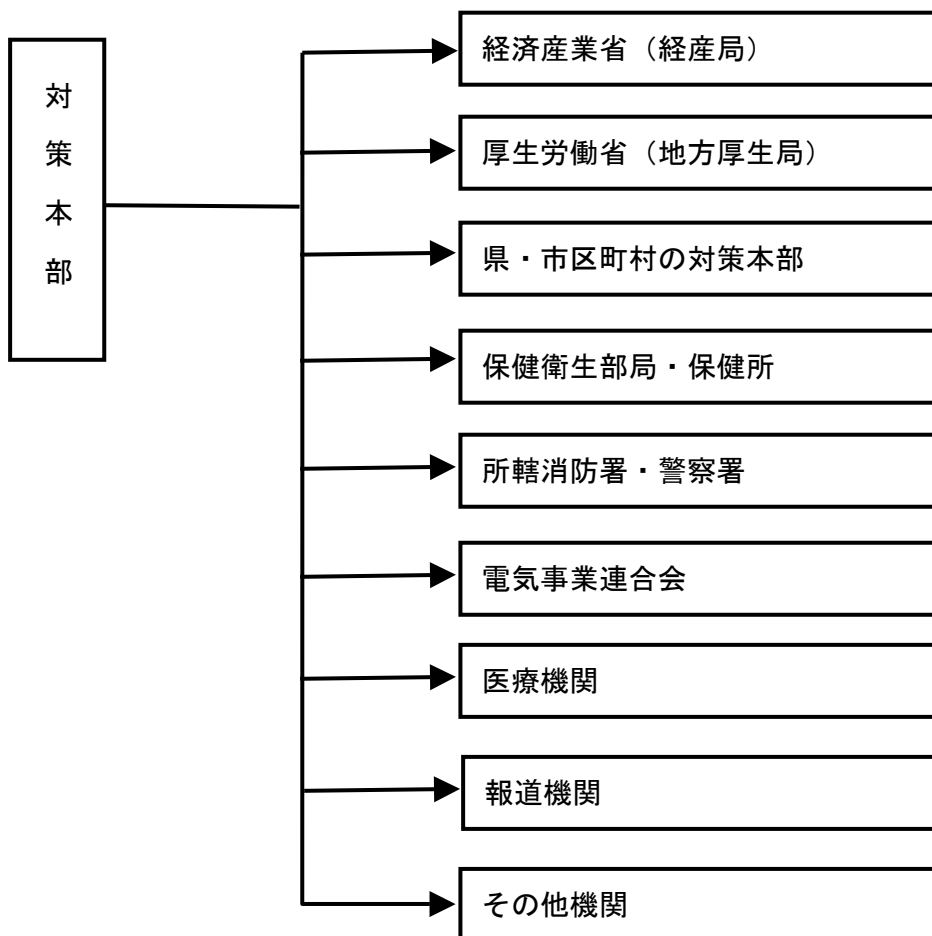 対策本部
経済産業省（経産局）
厚生労働省（地方厚生局）
県・市区町村の対策本部
保健衛生部局・保健所
所轄消防署・警察署
電気事業連合会
医療機関
報道機関
その他機関